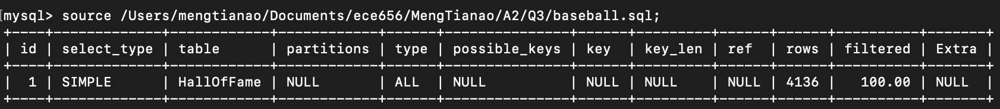 mysql> source /Users/mengtianao/Documents/ece656/MengTianao/A2/Q3/baseball.sql;
+----+-------------+------------+------------+------+---------------+------+---------+------+------+----------+-------+
| id | select_type | table      | partitions | type | possible_keys | key  | key_len | ref  | rows | filtered | Extra |
+----+-------------+------------+------------+------+---------------+------+---------+------+------+----------+-------+
|  1 | SIMPLE      | HallOfFame | NULL       | ALL  | NULL          | NULL | NULL    | NULL | 4136 |   100.00 | NULL  |
+----+-------------+------------+------------+------+---------------+------+---------+------+------+----------+-------+